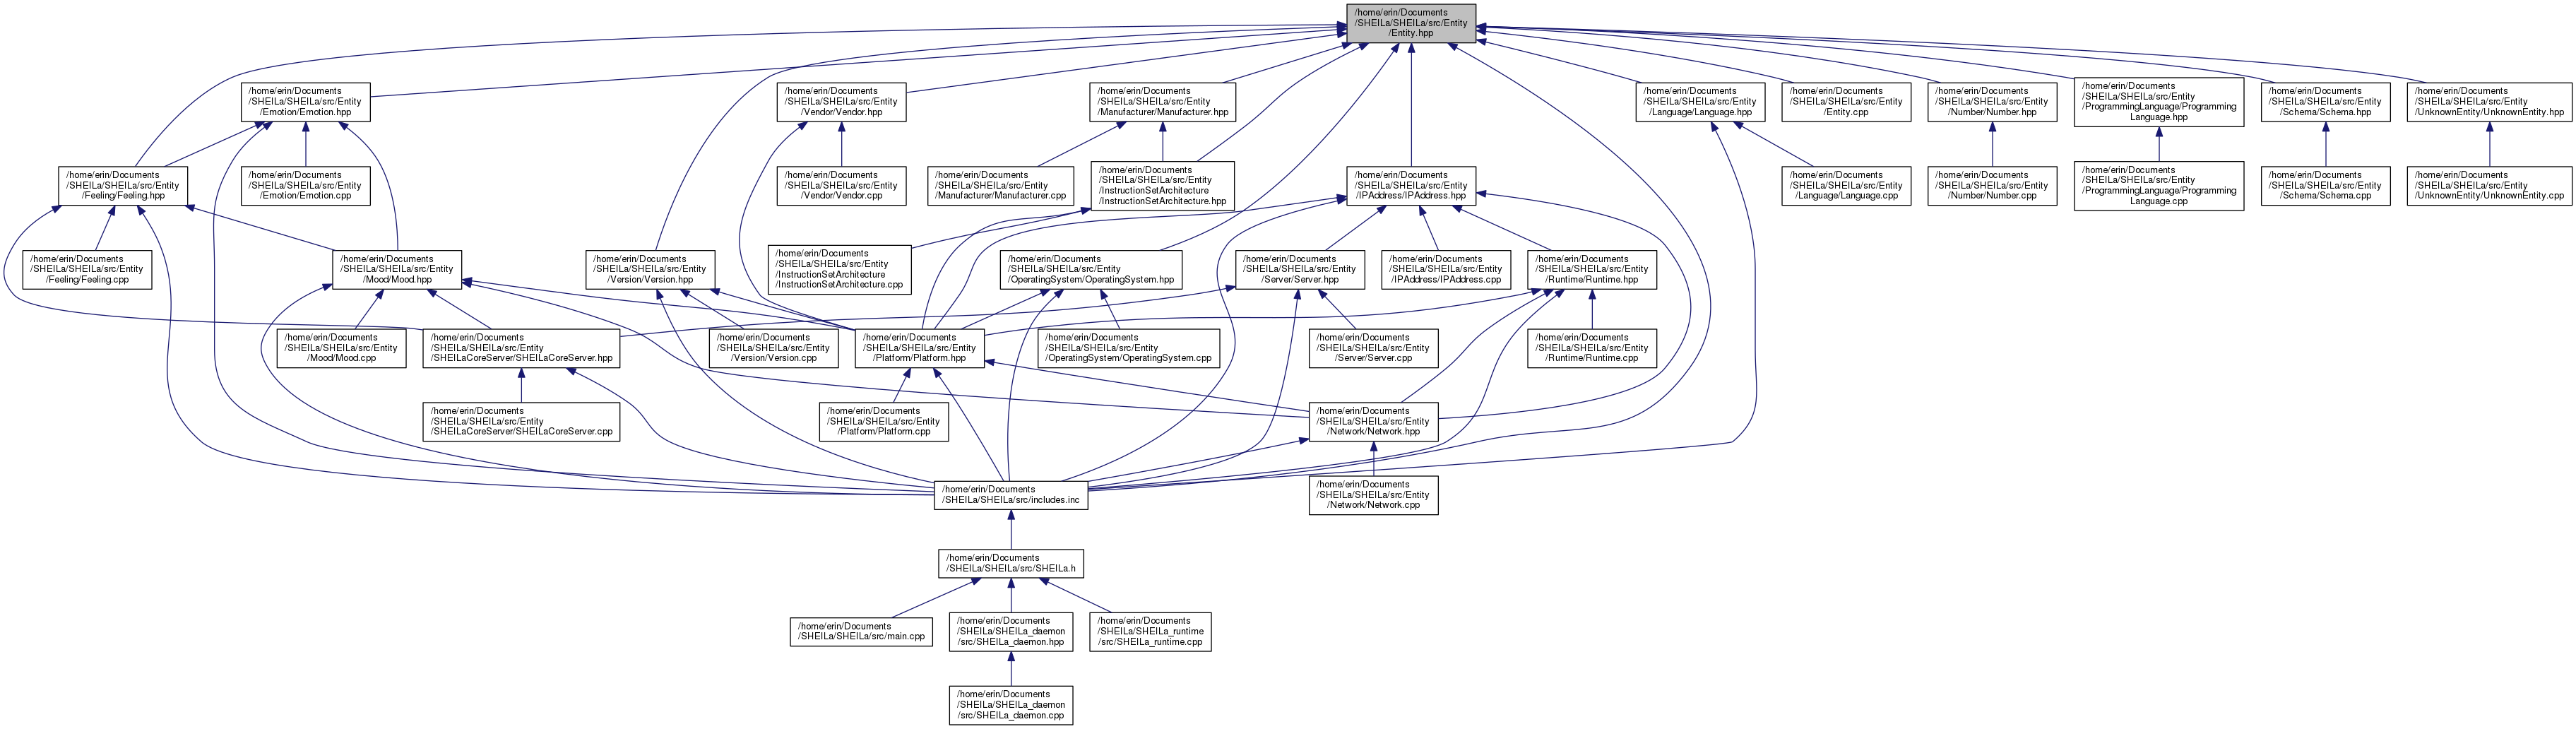 /home/erin/Documents
/SHEILa/SHEILa/src/Entity
/Entity.hpp
/home/erin/Documents
/SHEILa/SHEILa/src/Entity
/Emotion/Emotion.hpp
/home/erin/Documents
/SHEILa/SHEILa/src/Entity
/Vendor/Vendor.hpp
/home/erin/Documents
/SHEILa/SHEILa/src/Entity
/Manufacturer/Manufacturer.hpp
/home/erin/Documents
/SHEILa/SHEILa/src/Entity
/Language/Language.hpp
/home/erin/Documents
/SHEILa/SHEILa/src/Entity
/Entity.cpp
/home/erin/Documents
/SHEILa/SHEILa/src/Entity
/Number/Number.hpp
/home/erin/Documents
/SHEILa/SHEILa/src/Entity
/ProgrammingLanguage/Programming
Language.hpp
/home/erin/Documents
/SHEILa/SHEILa/src/Entity
/Schema/Schema.hpp
/home/erin/Documents
/SHEILa/SHEILa/src/Entity
/UnknownEntity/UnknownEntity.hpp
/home/erin/Documents
/SHEILa/SHEILa/src/Entity
/Feeling/Feeling.hpp
/home/erin/Documents
/SHEILa/SHEILa/src/Entity
/Emotion/Emotion.cpp
/home/erin/Documents
/SHEILa/SHEILa/src/Entity
/Vendor/Vendor.cpp
/home/erin/Documents
/SHEILa/SHEILa/src/Entity
/Manufacturer/Manufacturer.cpp
/home/erin/Documents
/SHEILa/SHEILa/src/Entity
/InstructionSetArchitecture
/InstructionSetArchitecture.hpp
/home/erin/Documents
/SHEILa/SHEILa/src/Entity
/IPAddress/IPAddress.hpp
/home/erin/Documents
/SHEILa/SHEILa/src/Entity
/Language/Language.cpp
/home/erin/Documents
/SHEILa/SHEILa/src/Entity
/Number/Number.cpp
/home/erin/Documents
/SHEILa/SHEILa/src/Entity
/ProgrammingLanguage/Programming
Language.cpp
/home/erin/Documents
/SHEILa/SHEILa/src/Entity
/Schema/Schema.cpp
/home/erin/Documents
/SHEILa/SHEILa/src/Entity
/UnknownEntity/UnknownEntity.cpp
/home/erin/Documents
/SHEILa/SHEILa/src/Entity
/Feeling/Feeling.cpp
/home/erin/Documents
/SHEILa/SHEILa/src/Entity
/Mood/Mood.hpp
/home/erin/Documents
/SHEILa/SHEILa/src/Entity
/Version/Version.hpp
/home/erin/Documents
/SHEILa/SHEILa/src/Entity
/InstructionSetArchitecture
/InstructionSetArchitecture.cpp
/home/erin/Documents
/SHEILa/SHEILa/src/Entity
/OperatingSystem/OperatingSystem.hpp
/home/erin/Documents
/SHEILa/SHEILa/src/Entity
/Server/Server.hpp
/home/erin/Documents
/SHEILa/SHEILa/src/Entity
/IPAddress/IPAddress.cpp
/home/erin/Documents
/SHEILa/SHEILa/src/Entity
/Runtime/Runtime.hpp
/home/erin/Documents
/SHEILa/SHEILa/src/Entity
/Mood/Mood.cpp
/home/erin/Documents
/SHEILa/SHEILa/src/Entity
/SHEILaCoreServer/SHEILaCoreServer.hpp
/home/erin/Documents
/SHEILa/SHEILa/src/Entity
/Version/Version.cpp
/home/erin/Documents
/SHEILa/SHEILa/src/Entity
/Platform/Platform.hpp
/home/erin/Documents
/SHEILa/SHEILa/src/Entity
/OperatingSystem/OperatingSystem.cpp
/home/erin/Documents
/SHEILa/SHEILa/src/Entity
/Server/Server.cpp
/home/erin/Documents
/SHEILa/SHEILa/src/Entity
/Runtime/Runtime.cpp
/home/erin/Documents
/SHEILa/SHEILa/src/Entity
/SHEILaCoreServer/SHEILaCoreServer.cpp
/home/erin/Documents
/SHEILa/SHEILa/src/Entity
/Platform/Platform.cpp
/home/erin/Documents
/SHEILa/SHEILa/src/Entity
/Network/Network.hpp
/home/erin/Documents
/SHEILa/SHEILa/src/includes.inc
/home/erin/Documents
/SHEILa/SHEILa/src/Entity
/Network/Network.cpp
/home/erin/Documents
/SHEILa/SHEILa/src/SHEILa.h
/home/erin/Documents
/SHEILa/SHEILa/src/main.cpp
/home/erin/Documents
/SHEILa/SHEILa_daemon
/src/SHEILa_daemon.hpp
/home/erin/Documents
/SHEILa/SHEILa_runtime
/src/SHEILa_runtime.cpp
/home/erin/Documents
/SHEILa/SHEILa_daemon
/src/SHEILa_daemon.cpp